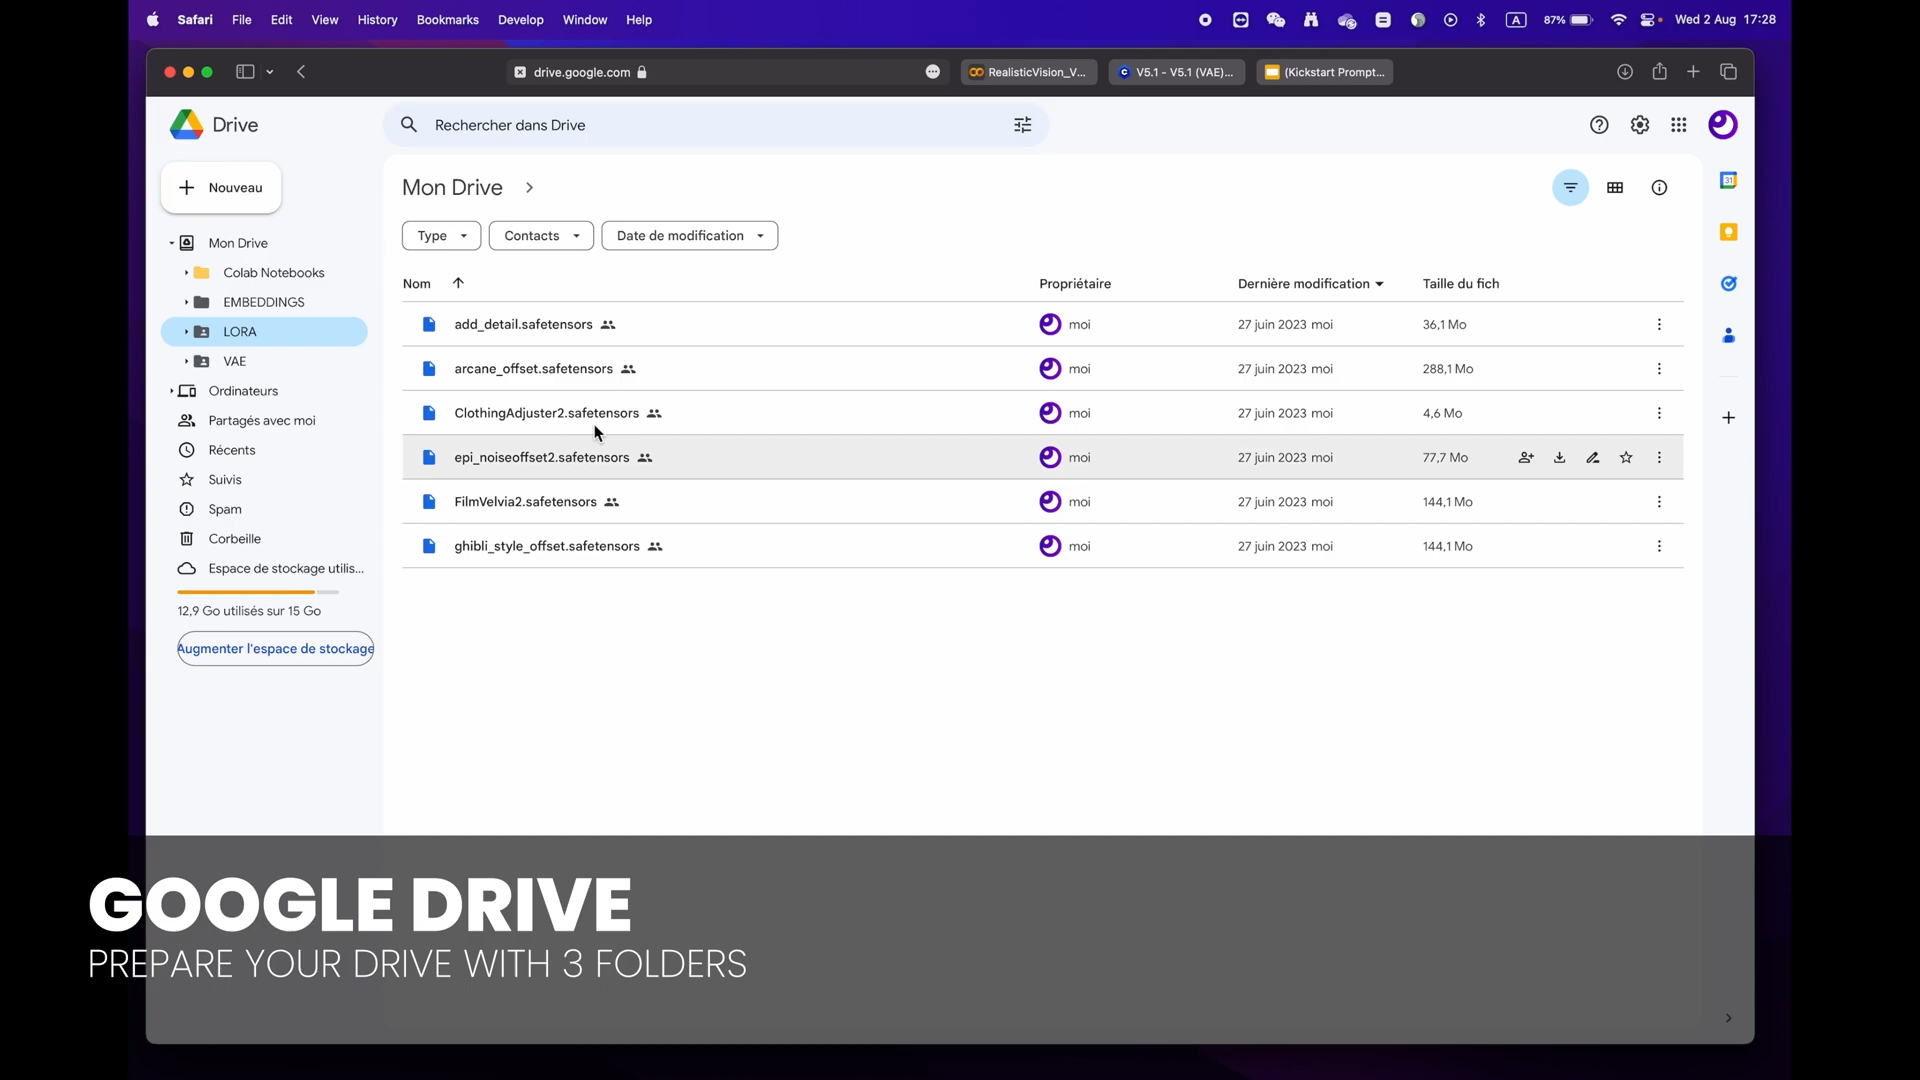 Safari File Edit View History Bookmarks Develop Window Help A 87% Wed 2 Aug 17:28
drive.google.com RealisticVision_V... C V5.1 - V5.1 (VAE)... (Kickstart Prompt...
Drive Rechercher dans Drive
Nouveau
Mon Drive
Colab Notebooks
EMBEDDINGS
LORA
VAE
Ordinateurs
Partagés avec moi
Récents
Suivis
Spam
Corbeille
Espace de stockage utilis...
12,9 Go utilisés sur 15 Go
Augmenter l'espace de stockage
Mon Drive
31
Type Contacts Date de modification
Nom Propriétaire Dernière modification Taille du fich
add_detail.safetensors moi 27 juin 2023 moi 36,1 Mo
arcane_offset.safetensors moi 27 juin 2023 moi 288,1 Mo
ClothingAdjuster2.safetensors moi 27 juin 2023 moi 4,6 Mo
epi_noiseoffset2.safetensors moi 27 juin 2023 moi 77,7 Mo
FilmVelvia2.safetensors moi 27 juin 2023 moi 144,1 Mo
ghibli_style_offset.safetensors moi 27 juin 2023 moi 144,1 Mo
GOOGLE DRIVE
PREPARE YOUR DRIVE WITH 3 FOLDERS